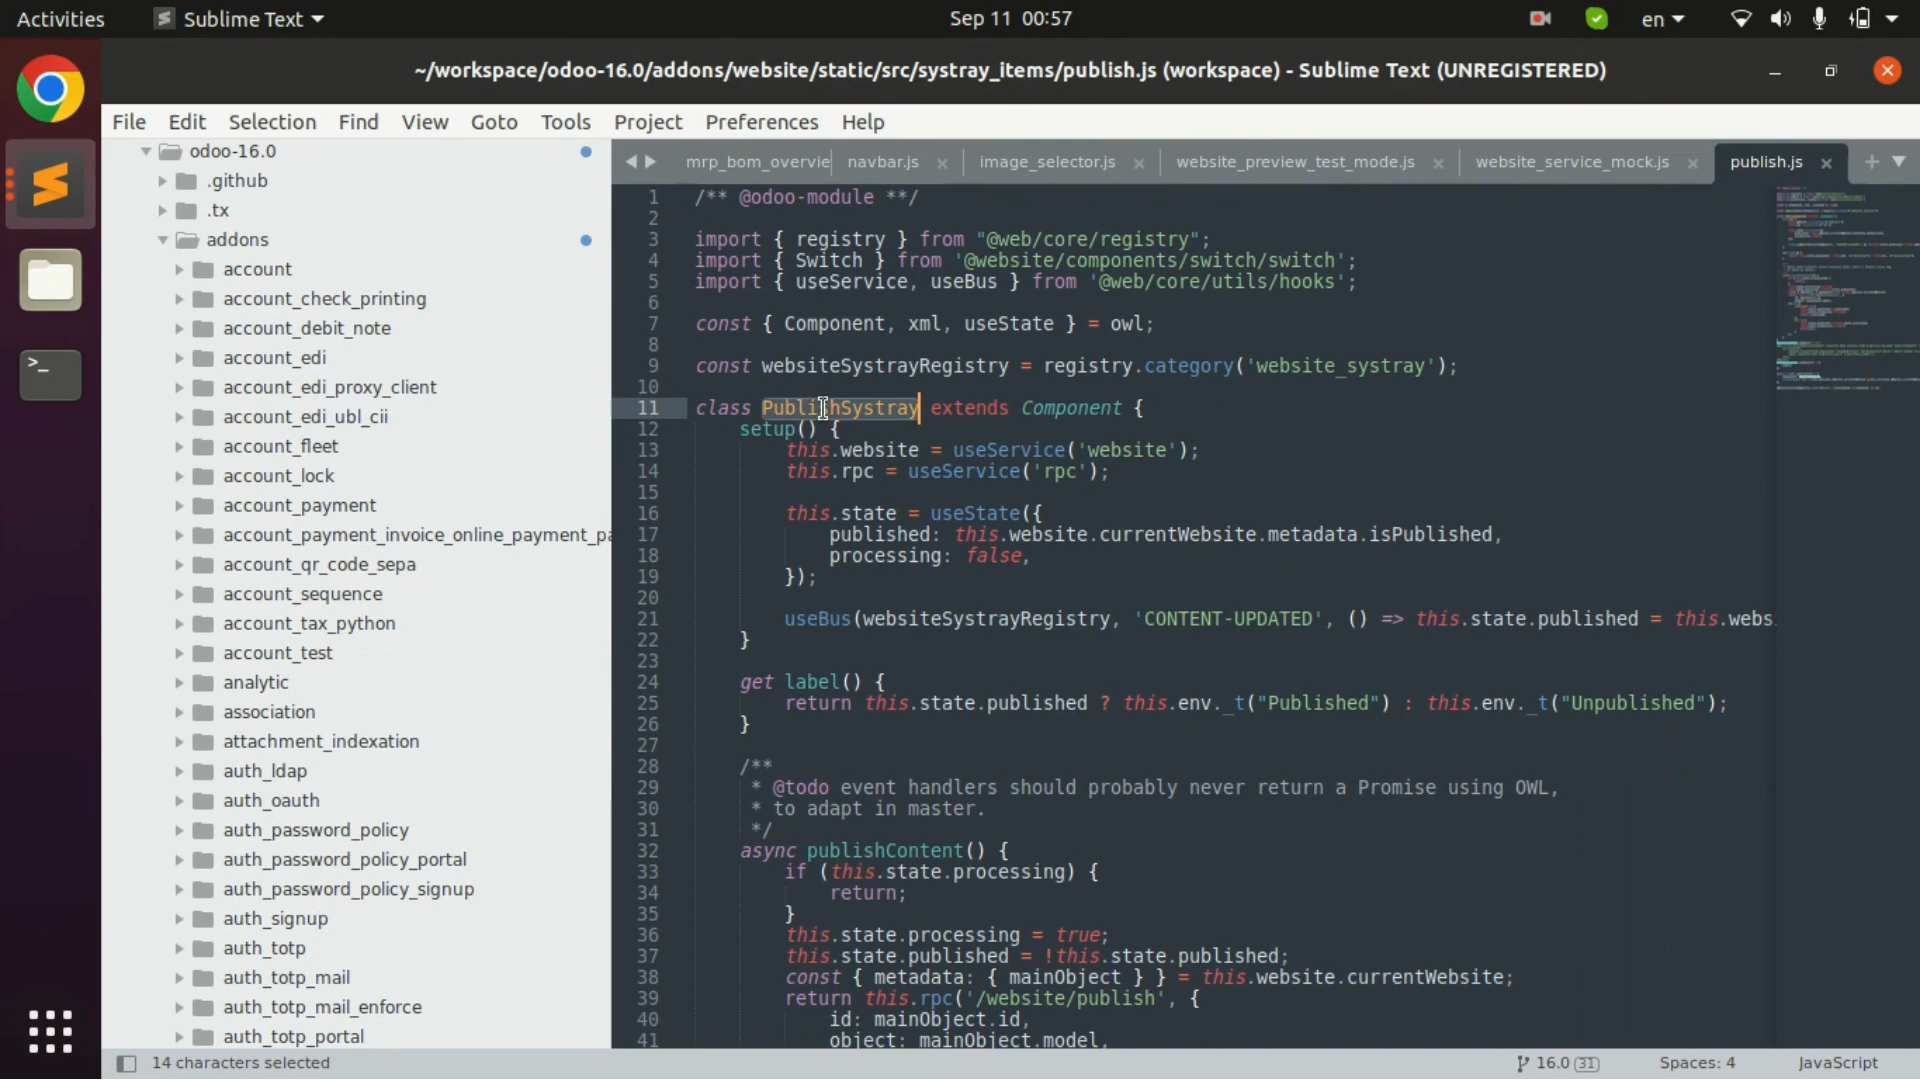 Activities
Sublime Text
Sep 11 00:57
en
~/workspace/odoo-16.0/addons/website/static/src/systray_items/publish.js (workspace) - Sublime Text (UNREGISTERED)
File Edit Selection Find View Goto Tools Project Preferences Help
odoo-16.0
.github
.tx
addons
account
account_check_printing
account_debit_note
account_edi
account_edi_proxy_client
account_edi_ubl_cii
account_fleet
account_lock
account_payment
account_payment_invoice_online_payment_pa
account_qr_code_sepa
account_sequence
account_tax_python
account_test
analytic
association
attachment_indexation
auth_ldap
auth_oauth
auth_password_policy
auth_password_policy_portal
auth_password_policy_signup
auth_signup
auth_totp
auth_totp_mail
auth_totp_mail_enforce
auth_totp_portal
mrp_bom_overvie navbar.js image_selector.js website_preview_test_mode.js website_service_mock.js publish.js
1 /** @odoo-module **/
2
3 import { registry } from "@web/core/registry";
4 import { Switch } from '@website/components/switch/switch';
5 import { useService, useBus } from '@web/core/utils/hooks';
6
7 const { Component, xml, useState } = owl;
8
9 const websiteSystrayRegistry = registry.category('website_systray');
10
11 class PublishSystray extends Component {
12 setup() {
13 this.website = useService('website');
14 this.rpc = useService('rpc');
15
16 this.state = useState({
17 published: this.website.currentWebsite.metadata.isPublished,
18 processing: false,
19 });
20
21 useBus(websiteSystrayRegistry, 'CONTENT-UPDATED', () => this.state.published = this.webs
22 }
23
24 get label() {
25 return this.state.published ? this.env._t("Published") : this.env._t("Unpublished");
26 }
27
28 /**
29 * @todo event handlers should probably never return a Promise using OWL,
30 * to adapt in master.
31 */
32 async publishContent() {
33 if (this.state.processing) {
34 return;
35 }
36 this.state.processing = true;
37 this.state.published = !this.state.published;
38 const { metadata: { mainObject } } = this.website.currentWebsite;
39 return this.rpc('/website/publish', {
40 id: mainObject.id,
41 object: mainObject.model,
14 characters selected
16.0 31
Spaces: 4
JavaScript